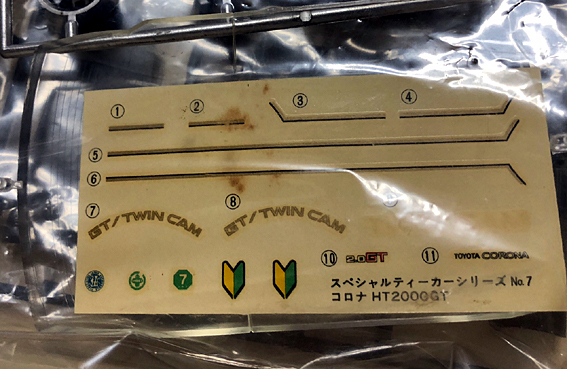 ① ② ③ ④
⑤
⑥
⑦ ⑧
GT/TWIN CAM GT/TWIN CAM
⑩ 2.0GT ⑪ TOYOTA CORONA
7
スペシャルティーカーシリーズ No.7
コロナ HT2000GT